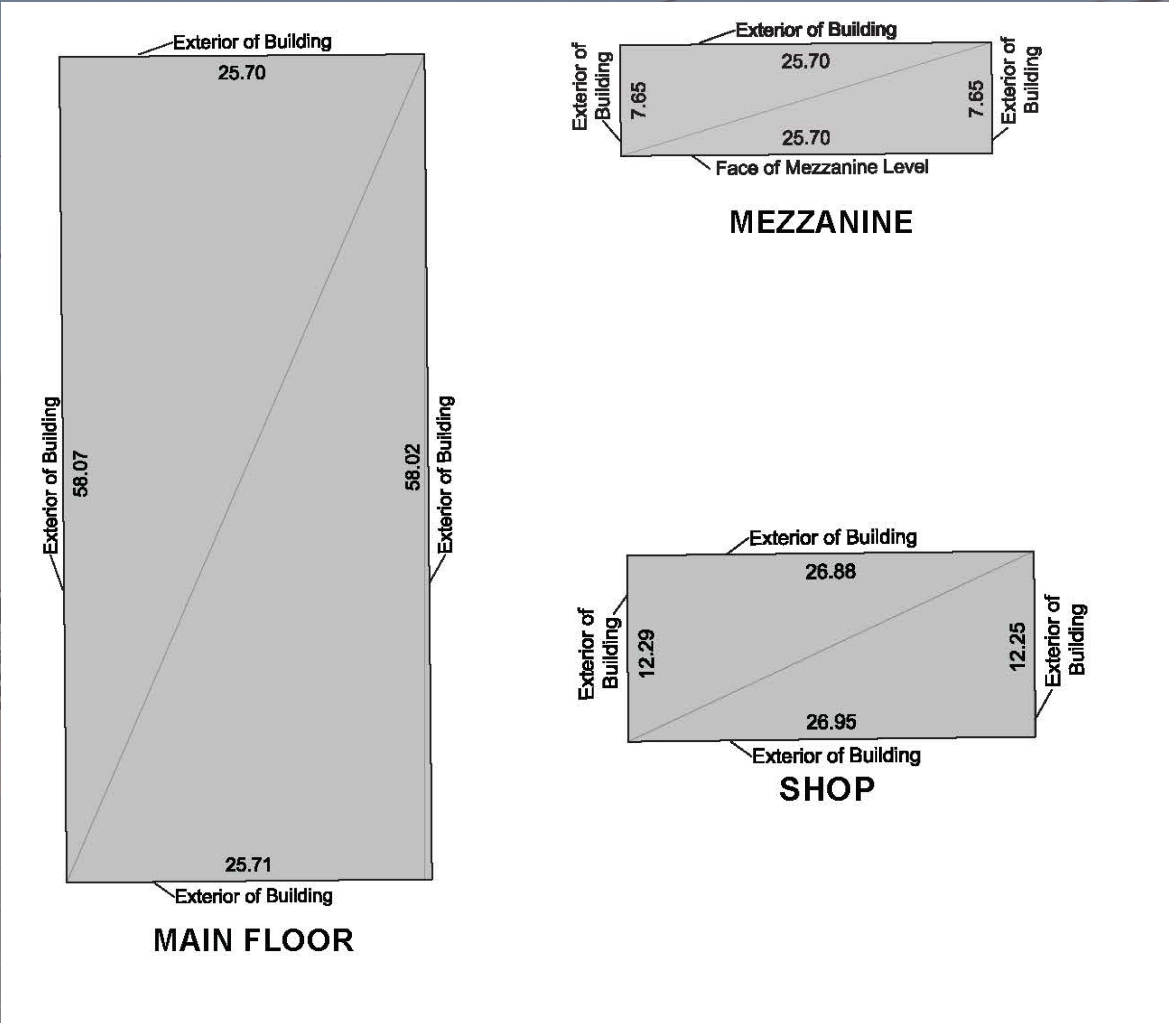 Exterior of Building
25.70
Exterior of Building
58.07
58.02
Exterior of Building
25.71
Exterior of Building
MAIN FLOOR
Exterior of Building
25.70
Exterior of
Building
7.65
7.65
Exterior of
Building
25.70
Face of Mezzanine Level
MEZZANINE
Exterior of Building
26.88
Exterior of
Building
12.29
12.25
Exterior of
Building
26.95
Exterior of Building
SHOP